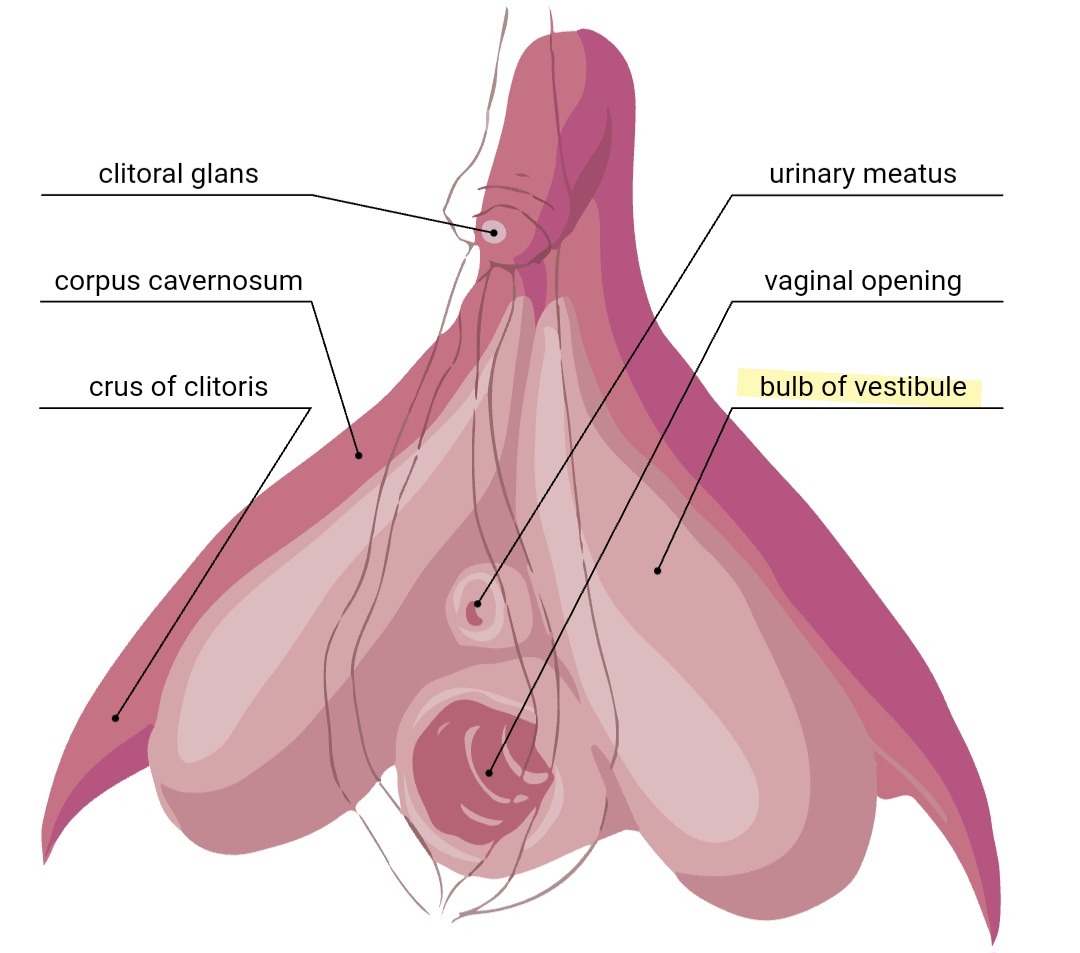 clitoral glans
corpus cavernosum
crus of clitoris
urinary meatus
vaginal opening
bulb of vestibule